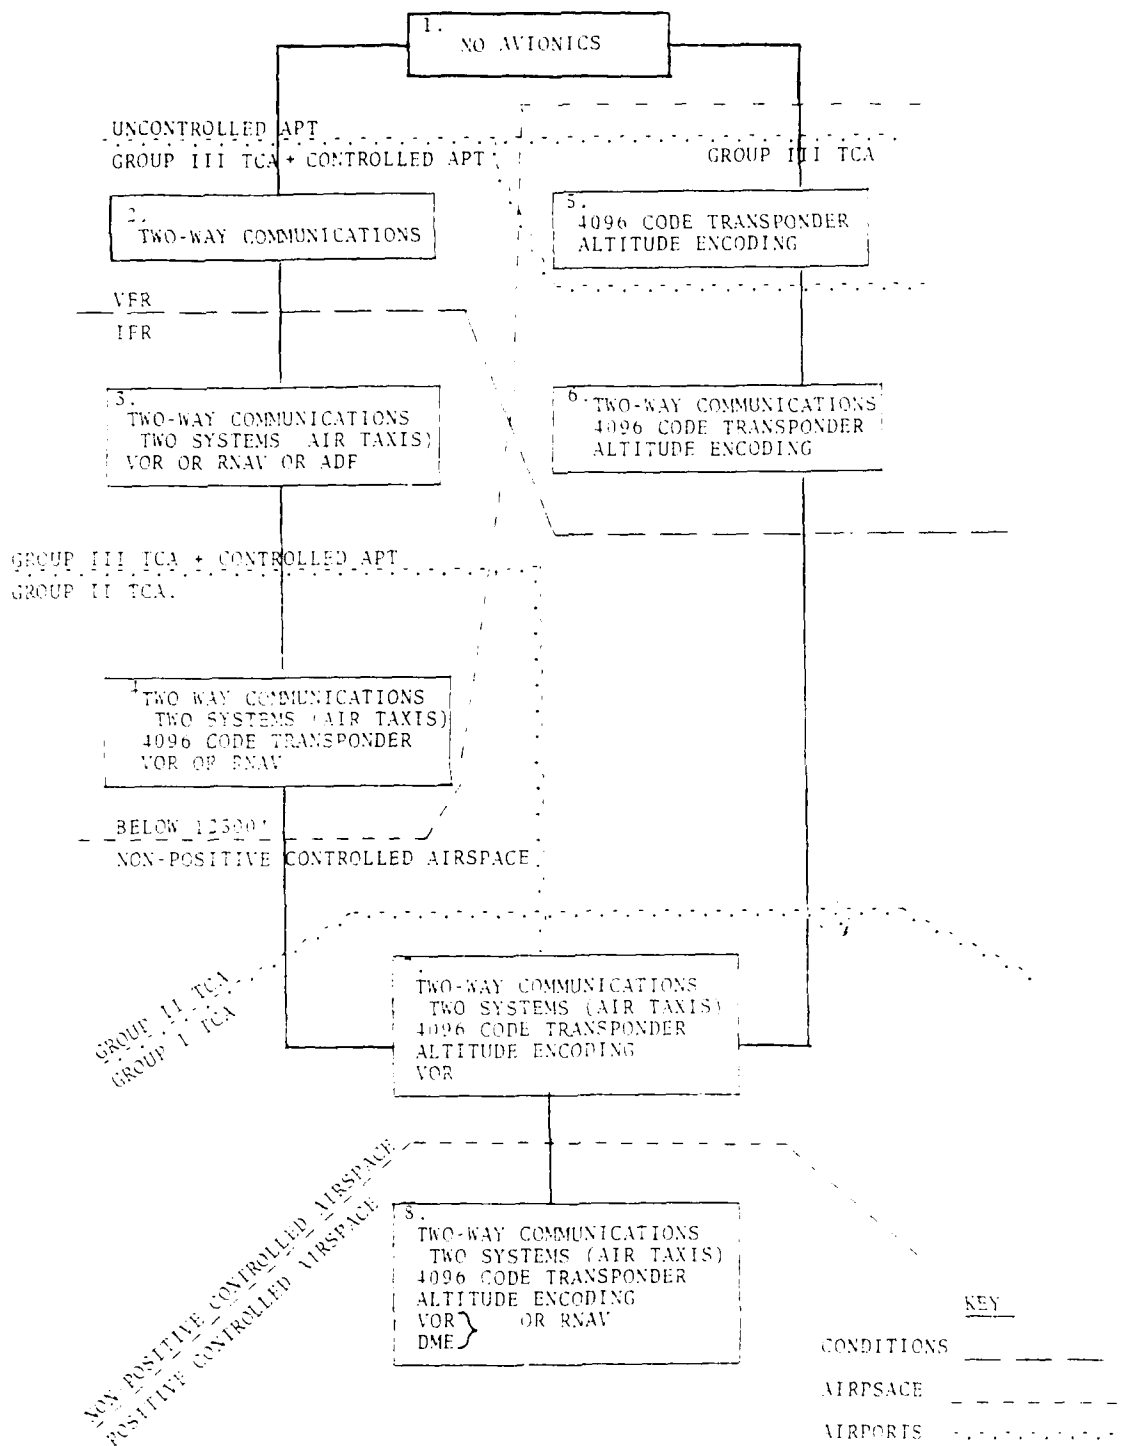 1.
NO AVIONICS
UNCONTROLLED APT
GROUP III TCA + CONTROLLED APT
GROUP III TCA
2.
TWO-WAY COMMUNICATIONS
5.
4096 CODE TRANSPONDER
ALTITUDE ENCODING
VFR
IFR
3.
TWO-WAY COMMUNICATIONS
TWO SYSTEMS AIR TAXIS)
VOR OR RNAV OR ADF
6.
TWO-WAY COMMUNICATIONS
4096 CODE TRANSPONDER
ALTITUDE ENCODING
GROUP III TCA + CONTROLLED APT
GROUP II TCA.
TWO WAY COMMUNICATIONS
TWO SYSTEMS (AIR TAXIS)
4096 CODE TRANSPONDER
VOR OR RNAV
BELOW 12500'
NON-POSITIVE CONTROLLED AIRSPACE
GROUP II TCA
GROUP I TCA
TWO-WAY COMMUNICATIONS
TWO SYSTEMS (AIR TAXIS)
4096 CODE TRANSPONDER
ALTITUDE ENCODING
VOR
NON-POSITIVE CONTROLLED AIRSPACE
POSITIVE CONTROLLED AIRSPACE
8.
TWO-WAY COMMUNICATIONS
TWO SYSTEMS (AIR TAXIS)
4096 CODE TRANSPONDER
ALTITUDE ENCODING
VOR } OR RNAV
DME
KEY
CONDITIONS
AIRPSACE
AIRPORTS